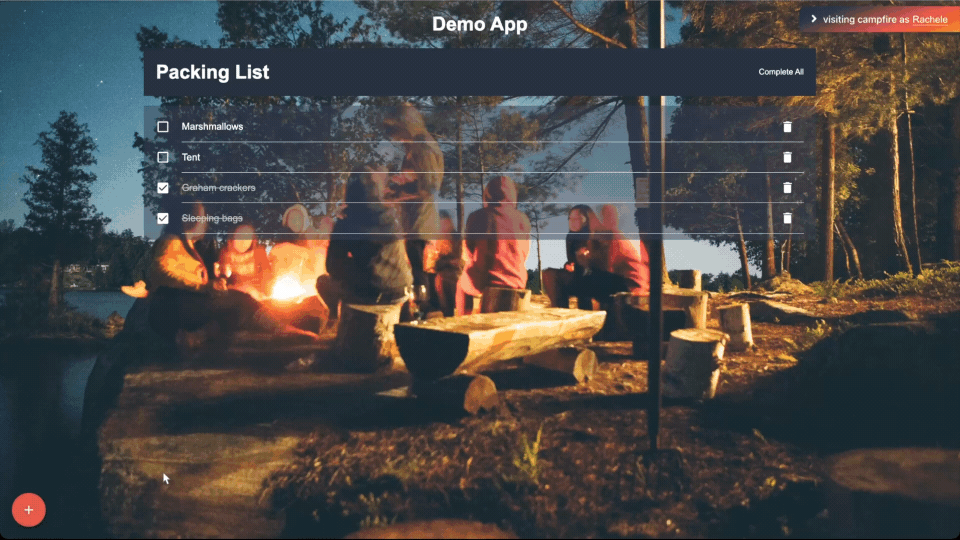 Demo App
visiting campfire as Rachele
Packing List
Complete All
Marshmallows
Tent
Graham crackers
Sleeping bags